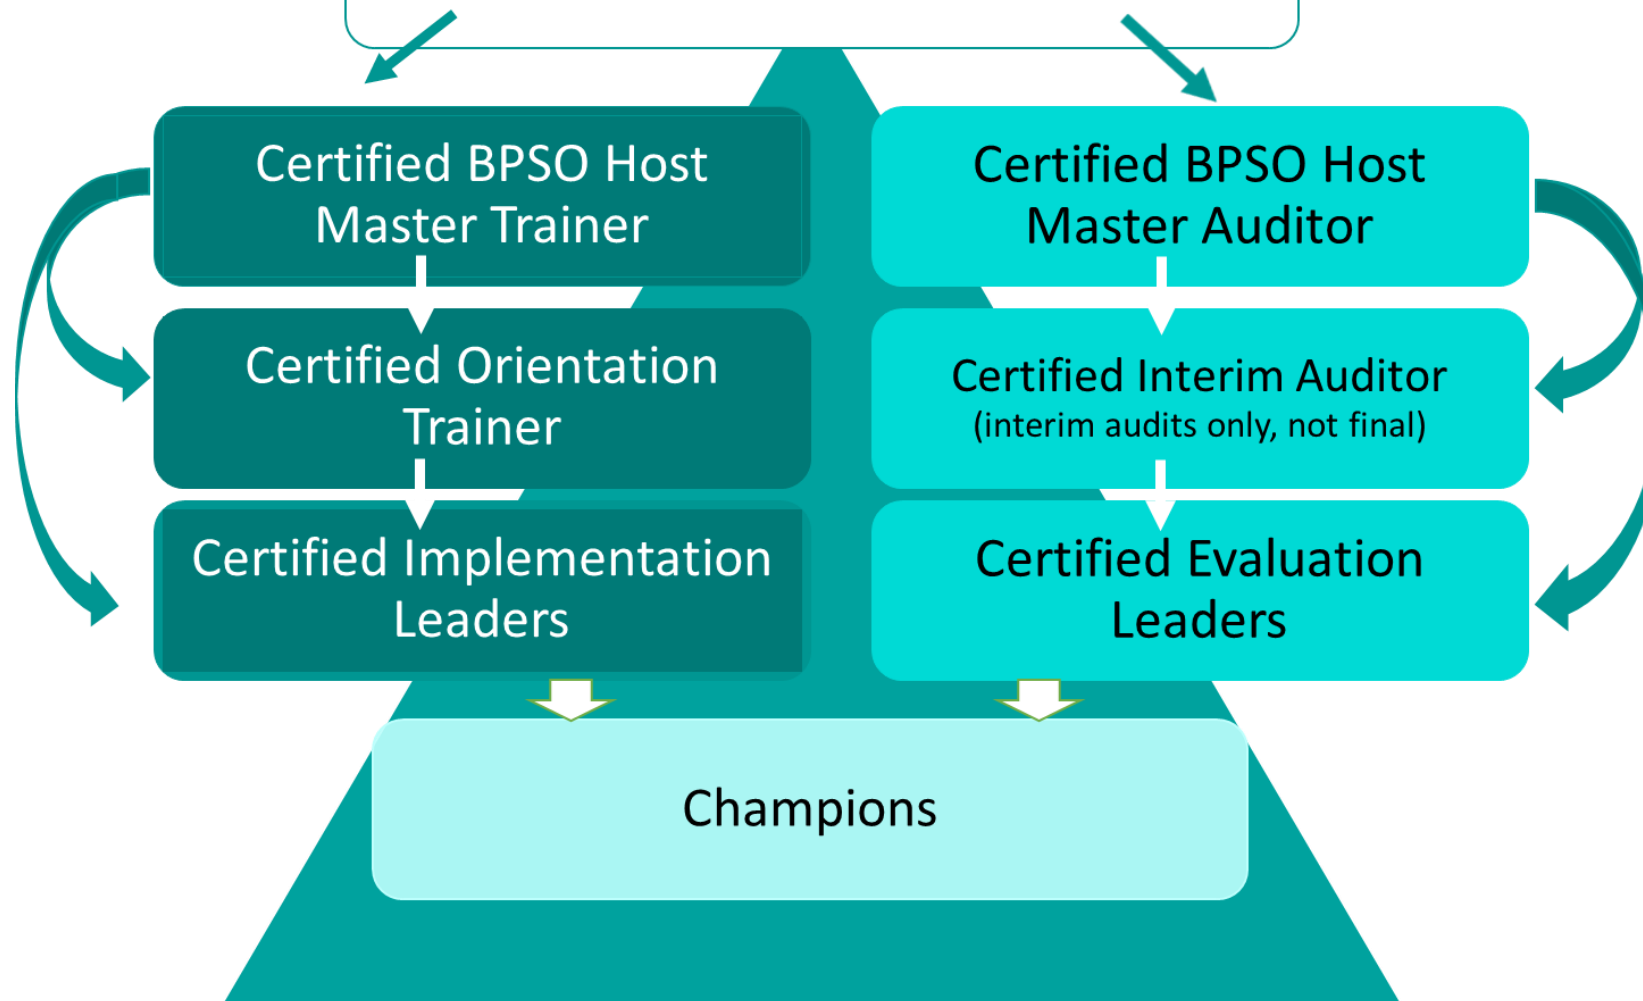 Certified BPSO Host
Master Trainer
Certified BPSO Host
Master Auditor
Certified Orientation
Trainer
Certified Interim Auditor
(interim audits only, not final)
Certified Implementation
Leaders
Certified Evaluation
Leaders
Champions